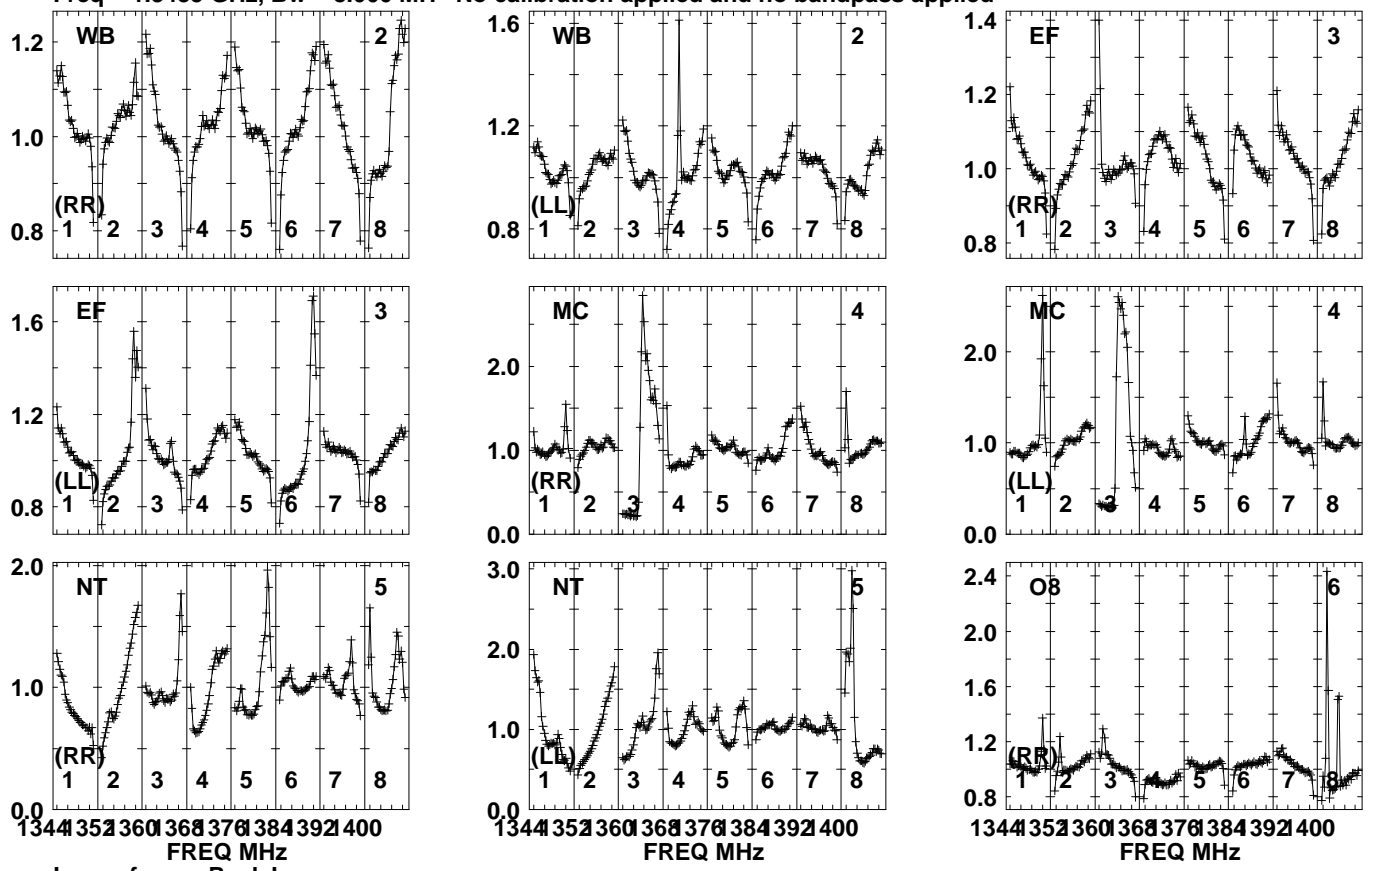 No calibration applied and no bandpass applied
WB 2
1.2
1.0
0.8
(RR)
1 2 3 4 5 6 7 8
WB 2
1.6
1.2
0.8
(LL)
1 2 3 4 5 6 7 8
EF 3
1.4
1.2
1.0
0.8
(RR)
1 2 3 4 5 6 7 8
EF 3
1.6
1.2
0.8
(LL)
1 2 3 4 5 6 7 8
MC 4
2.0
1.0
0.0
(RR)
1 2 3 4 5 6 7 8
MC 4
2.0
1.0
0.0
(LL)
1 2 3 4 5 6 7 8
NT 5
2.0
1.0
0.0
(RR)
1 2 3 4 5 6 7 8
1344 1352 1360 1368 1376 1384 1392 1400
FREQ MHz
NT 5
3.0
2.0
1.0
0.0
(LL)
1 2 3 4 5 6 7 8
1344 1352 1360 1368 1376 1384 1392 1400
FREQ MHz
O8 6
2.4
2.0
1.6
1.2
0.8
(RR)
1 2 3 4 5 6 7 8
1344 1352 1360 1368 1376 1384 1392 1400
FREQ MHz